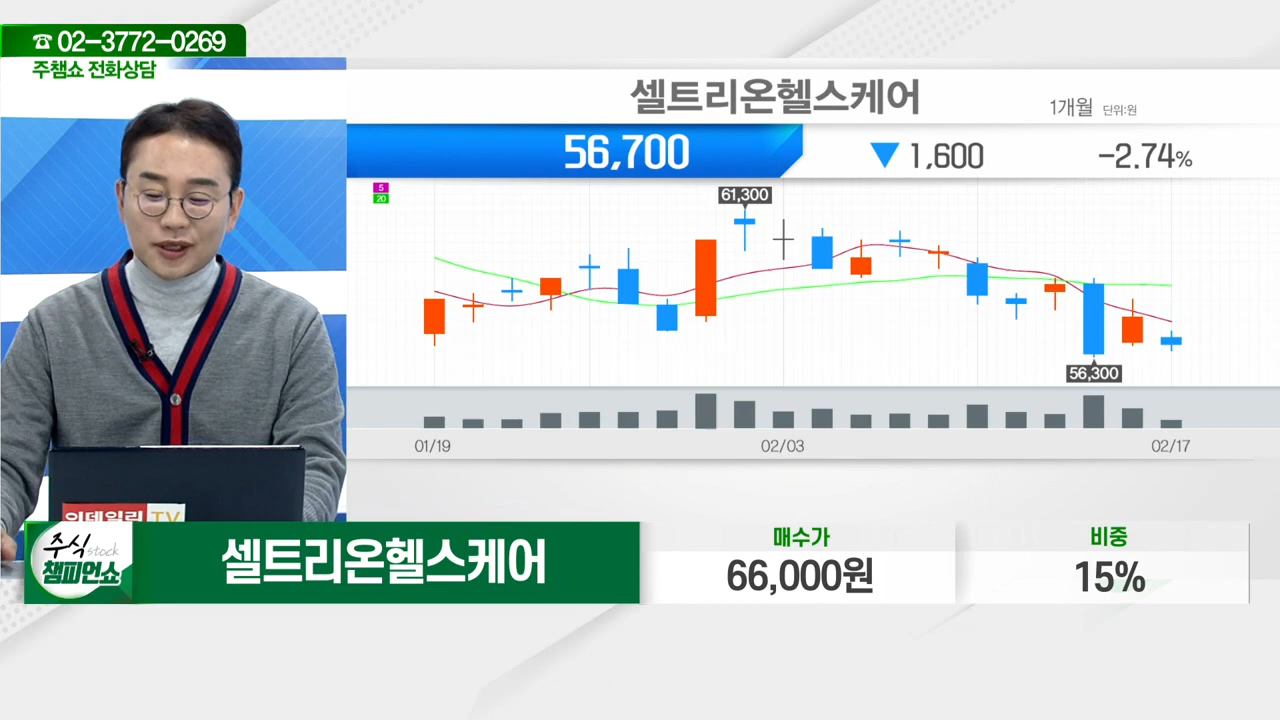 ☎ 02-3772-0269
주챔쇼 전화상담
셀트리온헬스케어
1개월 단위:원
56,700 ▼ 1,600 -2.74%
5
20
61,300
56,300
01/19 02/03 02/17
이데일리 TV
주식 stock
챔피언쇼
셀트리온헬스케어
매수가
66,000원
비중
15%